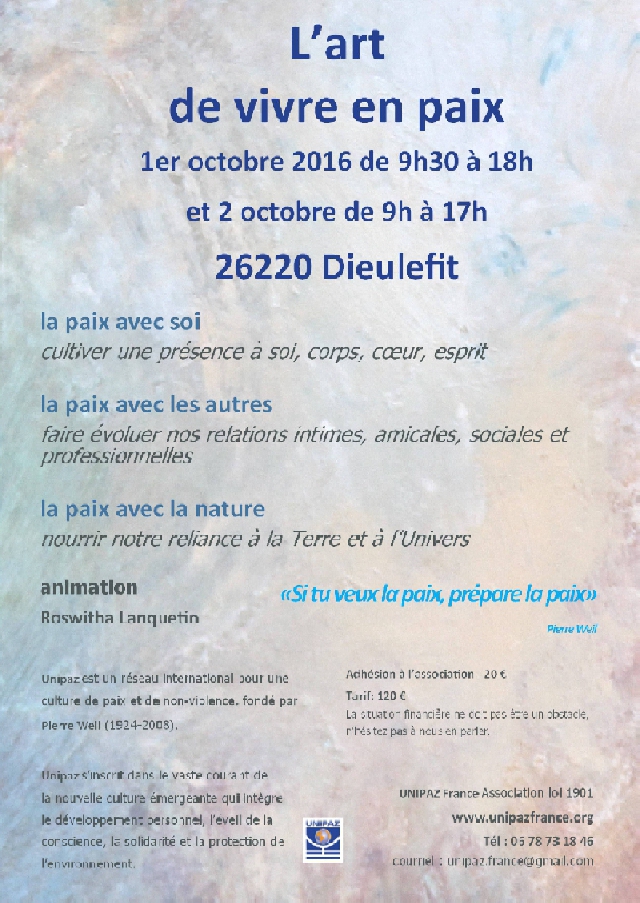 L'art
de vivre en paix
1er octobre 2016 de 9h30 à 18h
et 2 octobre de 9h à 17h
26220 Dieulefit
la paix avec soi
cultiver une présence à soi, corps, cœur, esprit
la paix avec les autres
faire évoluer nos relations intimes, amicales, sociales et
professionnelles
la paix avec la nature
nourrir notre reliance à la Terre et à l'Univers
animation
Roswitha Lanquetin
«Si tu veux la paix, prépare la paix»
Pierre Weil
Unipaz est un réseau international pour une
culture de paix et de non-violence, fondé par
Pierre Weil (1924-2008).
Adhésion à l'association 20 €
Tarif: 120 €
La situation financière ne doit pas être un obstacle,
n'hésitez pas à nous en parler.
Unipaz s'inscrit dans le vaste courant de
la nouvelle culture émergeante qui intègre
le développement personnel, l'eveil de la
conscience, la solidarité et la protection de
l'environnement.
UNIPAZ
UNIPAZ France Association loi 1901
www.unipazfrance.org
Tél : 05 78 73 18 45
courriel : unipaz.france@gmail.com